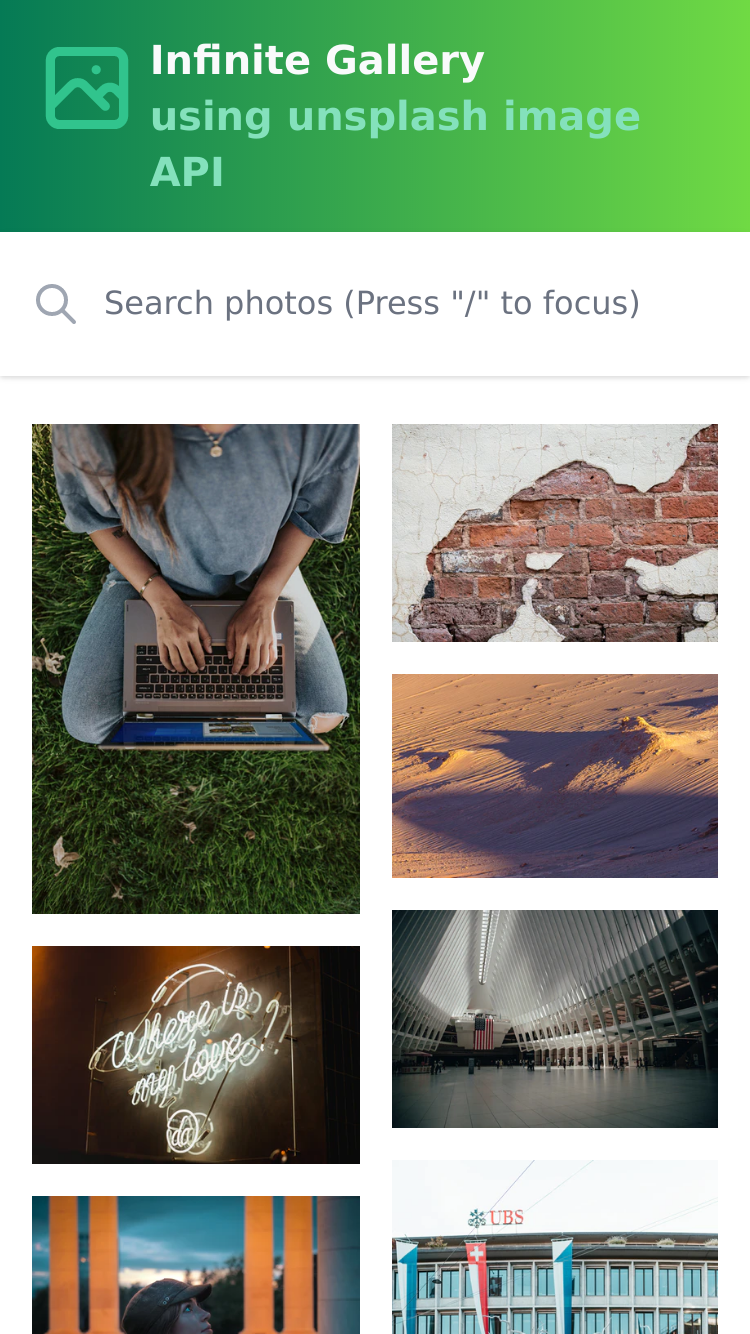 Infinite Gallery
using unsplash image
API
Search photos (Press "/" to focus)
Where is
my love?!
UBS